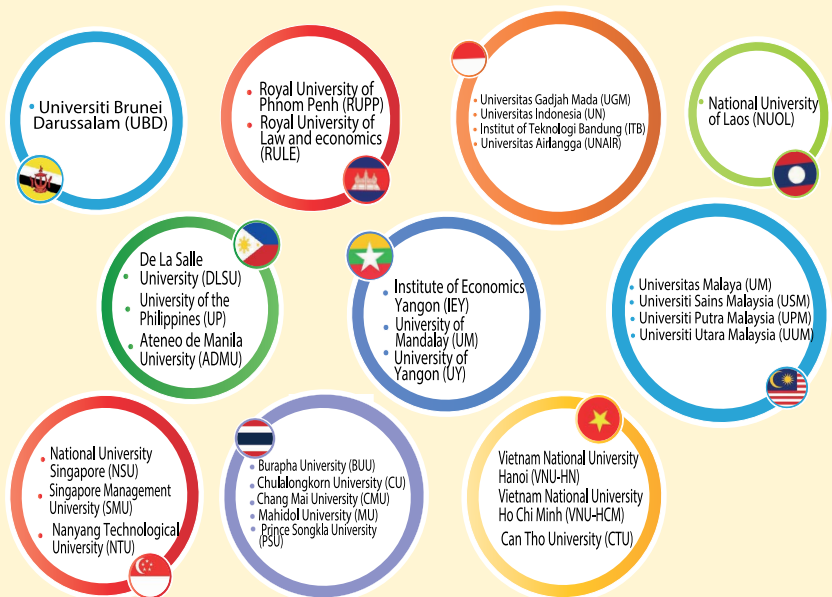 • Universiti Brunei
Darussalam (UBD)
• Royal University of
Phnom Penh (RUPP)
• Royal University of
Law and economics
(RULE)
• Universitas Gadjah Mada (UGM)
• Universitas Indonesia (UN)
• Institut of Teknologi Bandung (ITB)
• Universitas Airlangga (UNAIR)
• National University
of Laos (NUOL)
• De La Salle
University (DLSU)
• University of the
Philippines (UP)
• Ateneo de Manila
University (ADMU)
• Institute of Economics
Yangon (IEY)
• University of
Mandalay (UM)
• University of
Yangon (UY)
• Universitas Malaya (UM)
• Universiti Sains Malaysia (USM)
• Universiti Putra Malaysia (UPM)
• Universiti Utara Malaysia (UUM)
• National University
Singapore (NSU)
• Singapore Management
University (SMU)
• Nanyang Technological
University (NTU)
• Burapha University (BUU)
• Chulalongkorn University (CU)
• Chang Mai University (CMU)
• Mahidol University (MU)
• Prince Songkla University
(PSU)
Vietnam National University
Hanoi (VNU-HN)
Vietnam National University
Ho Chi Minh (VNU-HCM)
Can Tho University (CTU)